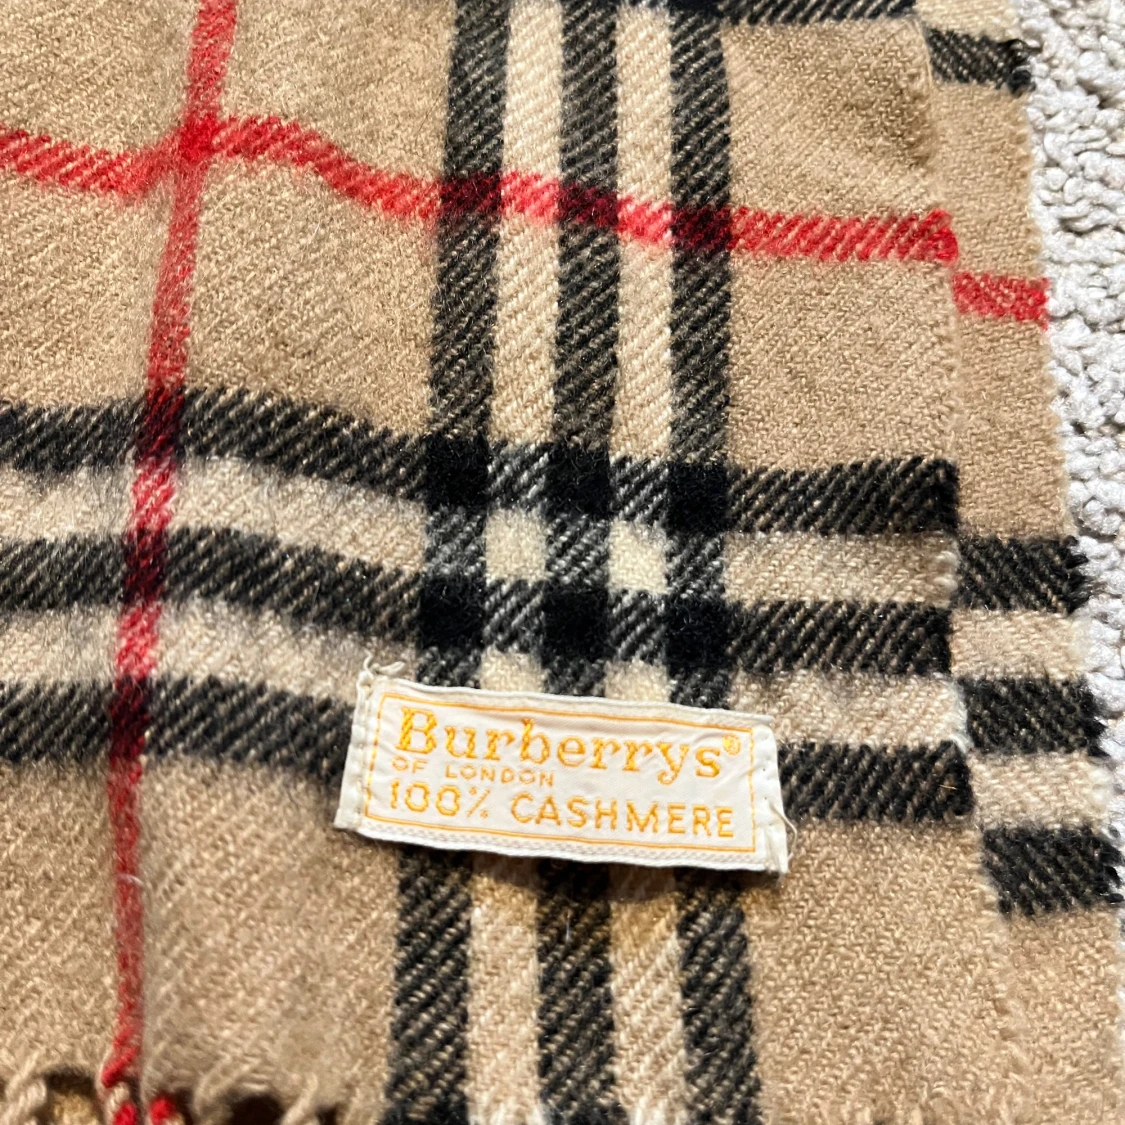 Burberrys®
OF LONDON
100% CASHMERE